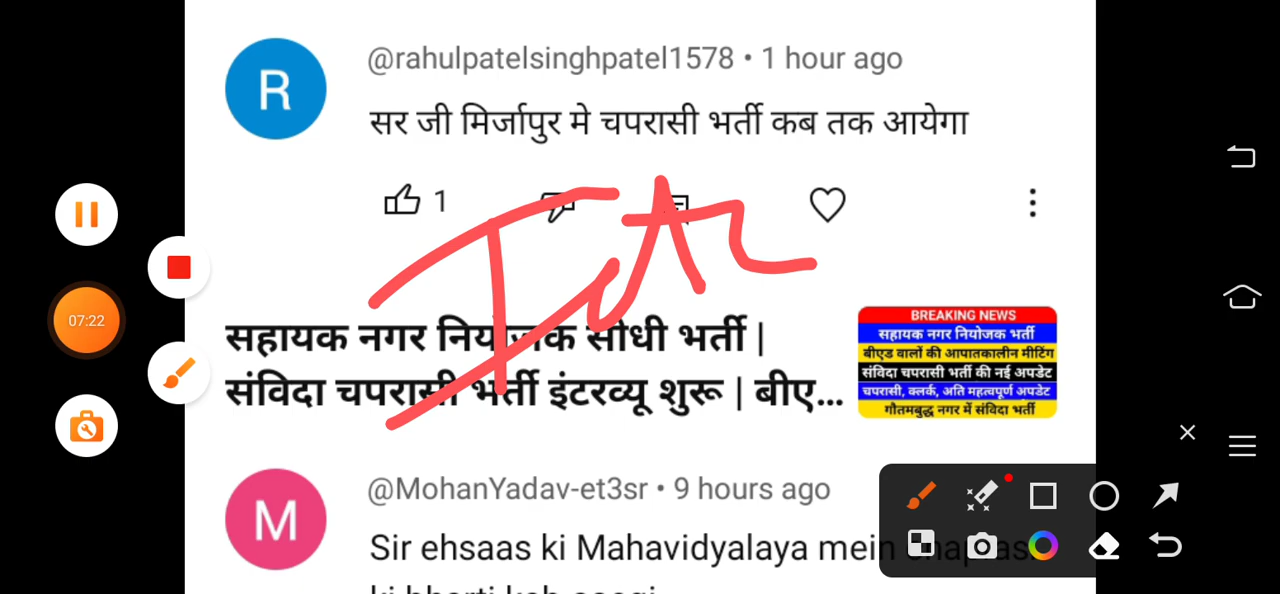 @rahulpatelsinghpatel1578 • 1 hour ago
सर जी मिर्जापुर मे चपरासी भर्ती कब तक आयेगा
1
सहायक नगर नियोजक सीधी भर्ती |
संविदा चपरासी भर्ती इंटरव्यू शुरू | बीए...
BREAKING NEWS
सहायक नगर नियोजक भर्ती
बीएड वालों की आपातकालीन मीटिंग
संविदा चपरासी भर्ती की नई अपडेट
चपरासी, क्लर्क, अति महत्वपूर्ण अपडेट
गौतमबुद्ध नगर में संविदा भर्ती
@MohanYadav-et3sr • 9 hours ago
Sir ehsaas ki Mahavidyalaya mein
07:22
R
M